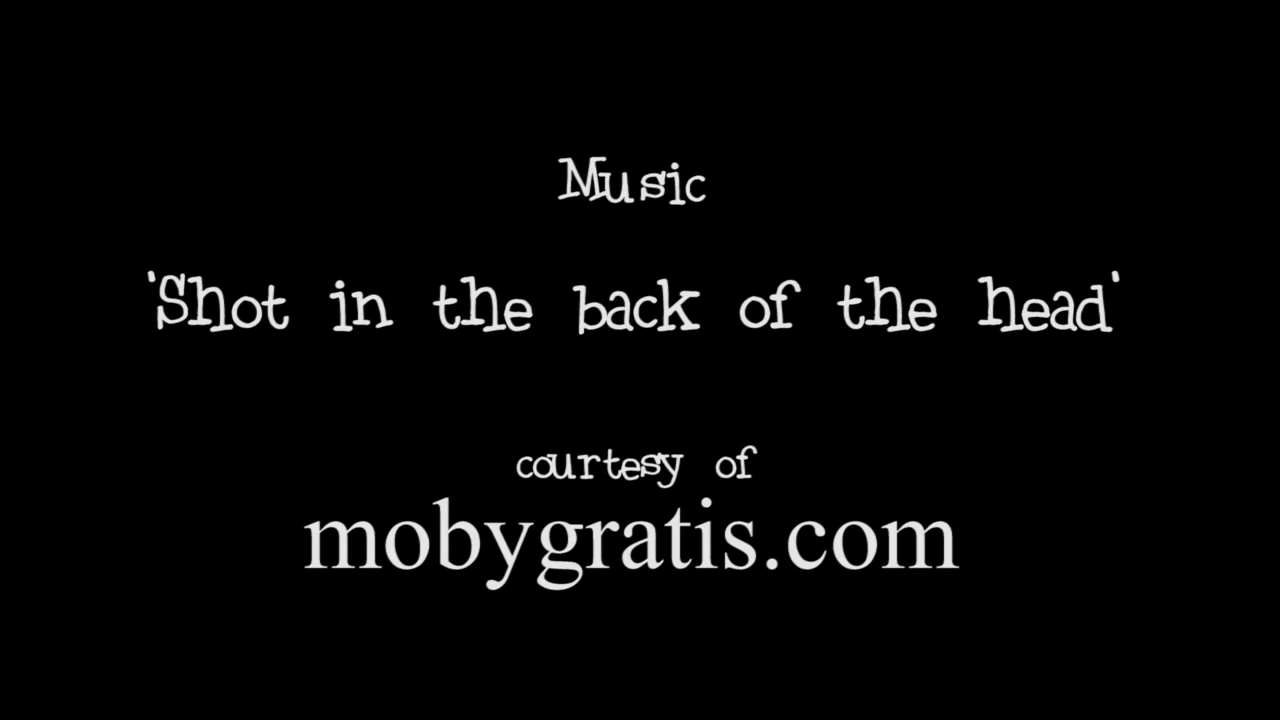 Music
'Shot in the back of the head'
courtesy of
mobygratis.com